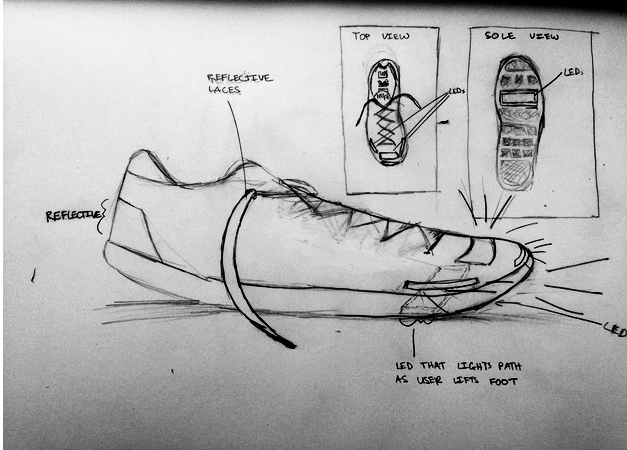 TOP VIEW
SOLE VIEW
REFLECTIVE
LACES
LEDs
LEDs
REFLECTIVE
LED
LED THAT LIGHTS PATH
AS USER LIFTS FOOT